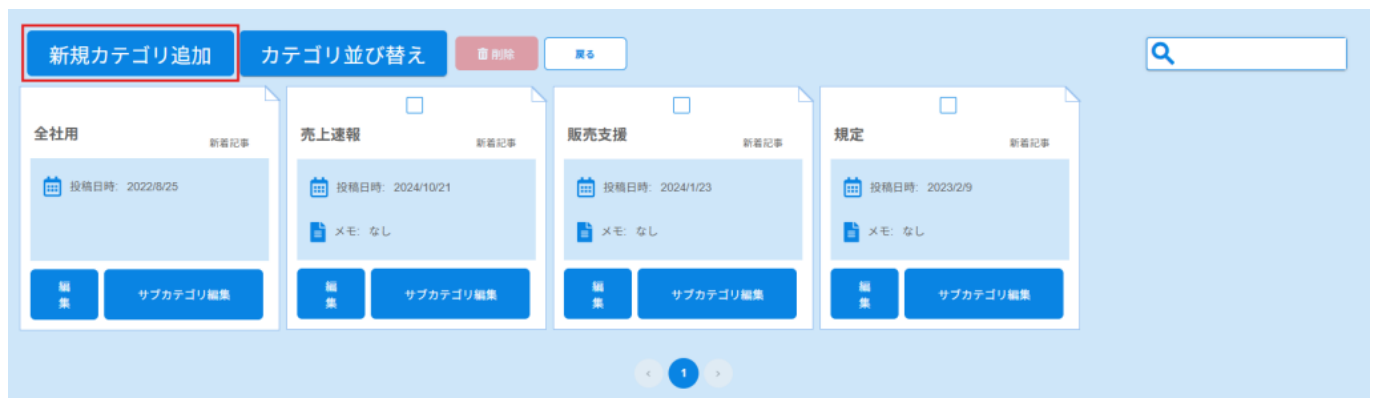 新規カテゴリ追加 カテゴリ並び替え 削除 戻る
全社用 新着記事
投稿日時: 2022/8/25
編集 サブカテゴリ編集
売上速報 新着記事
投稿日時: 2024/10/21
メモ: なし
編集 サブカテゴリ編集
販売支援 新着記事
投稿日時: 2024/1/23
メモ: なし
編集 サブカテゴリ編集
規定 新着記事
投稿日時: 2023/2/9
メモ: なし
編集 サブカテゴリ編集
‹ 1 ›